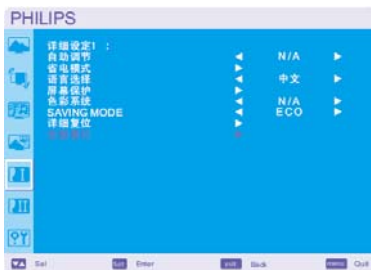 PHILIPS
详细设定1 :
自动调节 N/A
省电模式
语言选择 中文
屏幕保护
色彩系统 N/A
SAVING MODE ECO
详细复位
Sel Enter Back Quit